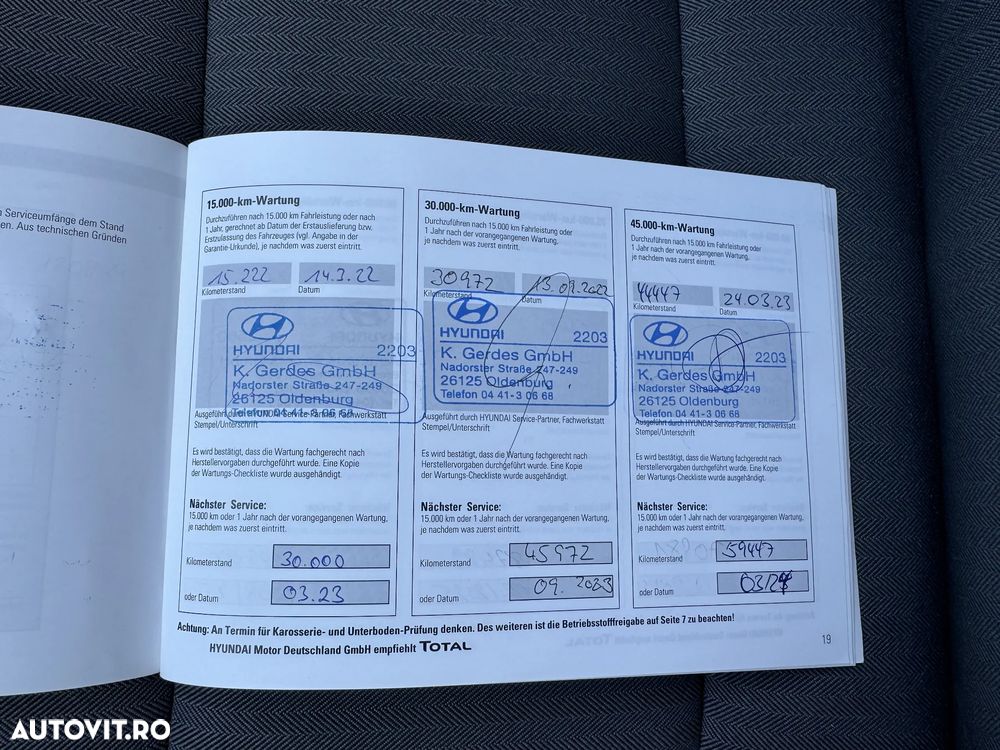 n Serviceumfänge dem Stand
en. Aus technischen Gründen
15.000-km-Wartung
Durchzuführen nach 15.000 km Fahrleistung oder nach
1 Jahr, gerechnet ab Datum der Erstauslieferung bzw.
Erstzulassung des Fahrzeuges (vgl. Angabe in der
Garantie-Urkunde), je nachdem was zuerst eintritt.
15.222 14.3.22
Kilometerstand Datum
HYUNDAI 2203
K. Gerdes GmbH
Nadorster Straße 247-249
26125 Oldenburg
Telefon 04 41-3 06 68
Ausgeführt durch HYUNDAI Service-Partner, Fachwerkstatt
Stempel/Unterschrift
Es wird bestätigt, dass die Wartung fachgerecht nach
Herstellervorgaben durchgeführt wurde. Eine Kopie
der Wartungs-Checkliste wurde ausgehändigt.
Nächster Service:
15.000 km oder 1 Jahr nach der vorangegangenen Wartung,
je nachdem was zuerst eintritt.
Kilometerstand 30.000
oder Datum 03.23
30.000-km-Wartung
Durchzuführen nach 15.000 km Fahrleistung oder
1 Jahr nach der vorangegangenen Wartung,
je nachdem was zuerst eintritt.
30972 13.09.2022
Kilometerstand Datum
HYUNDAI 2203
K. Gerdes GmbH
Nadorster Straße 247-249
26125 Oldenburg
Telefon 04 41-3 06 68
Ausgeführt durch HYUNDAI Service-Partner, Fachwerkstatt
Stempel/Unterschrift
Es wird bestätigt, dass die Wartung fachgerecht nach
Herstellervorgaben durchgeführt wurde. Eine Kopie
der Wartungs-Checkliste wurde ausgehändigt.
Nächster Service:
15.000 km oder 1 Jahr nach der vorangegangenen Wartung,
je nachdem was zuerst eintritt.
Kilometerstand 45972
oder Datum 09.2023
45.000-km-Wartung
Durchzuführen nach 15.000 km Fahrleistung oder
1 Jahr nach der vorangegangenen Wartung,
je nachdem was zuerst eintritt.
44447 24.03.23
Kilometerstand Datum
HYUNDAI 2203
K. Gerdes GmbH
Nadorster Straße 247-249
26125 Oldenburg
Telefon 04 41-3 06 68
Ausgeführt durch HYUNDAI Service-Partner, Fachwerkstatt
Stempel/Unterschrift
Es wird bestätigt, dass die Wartung fachgerecht nach
Herstellervorgaben durchgeführt wurde. Eine Kopie
der Wartungs-Checkliste wurde ausgehändigt.
Nächster Service:
15.000 km oder 1 Jahr nach der vorangegangenen Wartung,
je nachdem was zuerst eintritt.
Kilometerstand 59447
oder Datum 03/24
Achtung: An Termin für Karosserie- und Unterboden-Prüfung denken. Des weiteren ist die Betriebsstofffreigabe auf Seite 7 zu beachten!
HYUNDAI Motor Deutschland GmbH empfiehlt TOTAL
19
AUTOVIT.RO